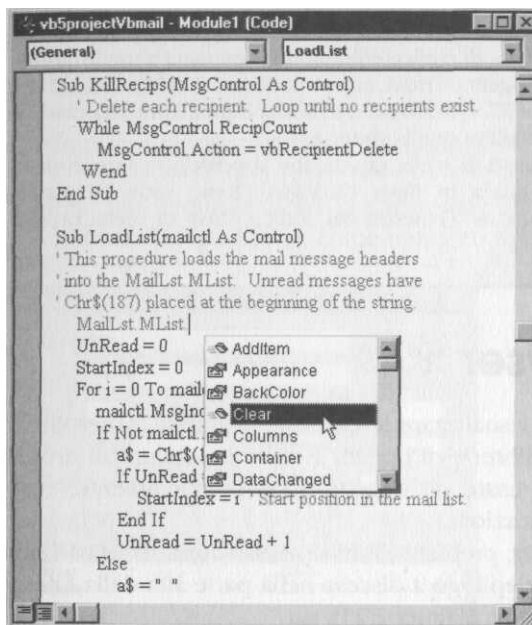 vb5projectVbmail - Module1 (Code)
(General) LoadList
Sub KillRecips(MsgControl As Control)
' Delete each recipient. Loop until no recipients exist.
While MsgControl.RecipCount
MsgControl.Action = vbRecipientDelete
Wend
End Sub
Sub LoadList(mailctl As Control)
' This procedure loads the mail message headers
' into the MailLst.MList. Unread messages have
' Chr$(187) placed at the beginning of the string.
MailLst.MList.
UnRead = 0
StartIndex = 0
For i = 0 To mail
mailctl.MsgInd
If Not mailctl.
a$ = Chr$(1
If UnRead
StartIndex = i ' Start position in the mail list.
End If
UnRead = UnRead + 1
Else
a$ = " "
AddItem
Appearance
BackColor
Clear
Columns
Container
DataChanged